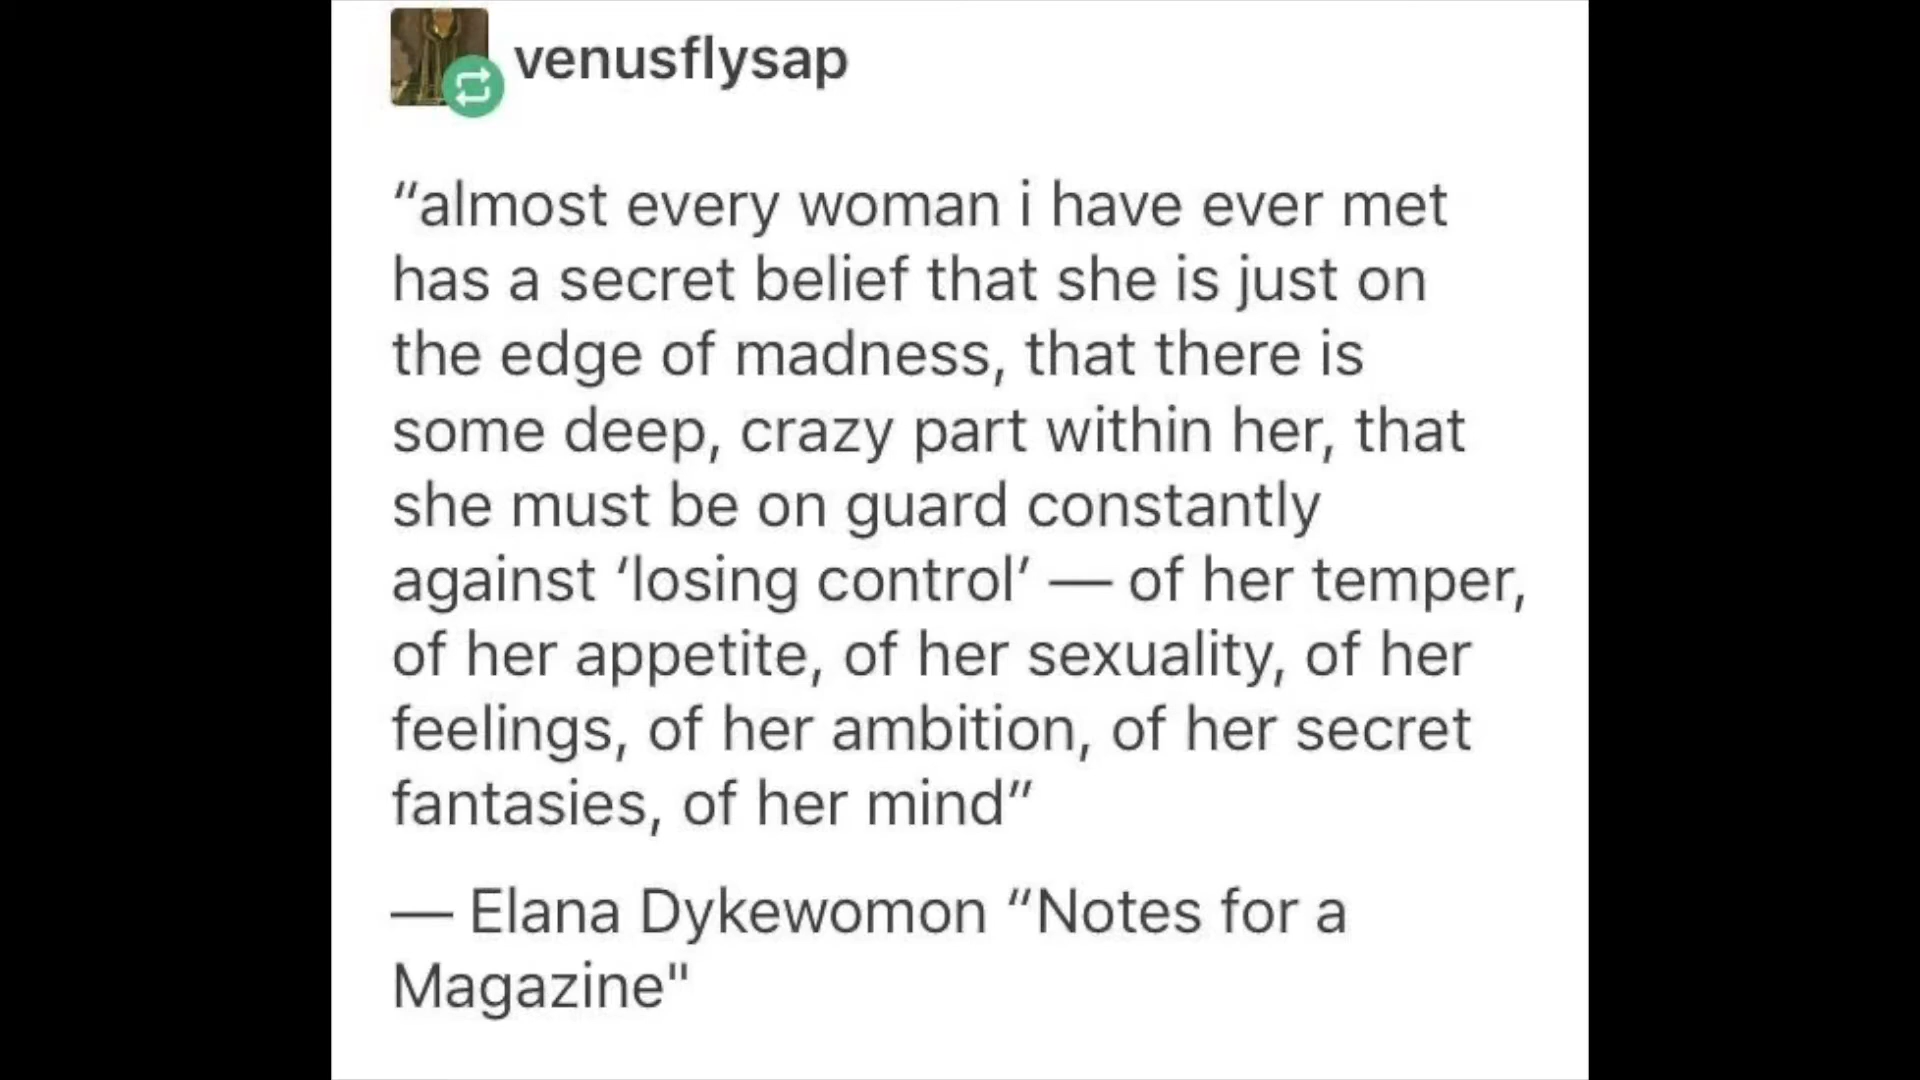 venusflysap
“almost every woman i have ever met
has a secret belief that she is just on
the edge of madness, that there is
some deep, crazy part within her, that
she must be on guard constantly
against ‘losing control’ — of her temper,
of her appetite, of her sexuality, of her
feelings, of her ambition, of her secret
fantasies, of her mind”
— Elana Dykewomon “Notes for a
Magazine"